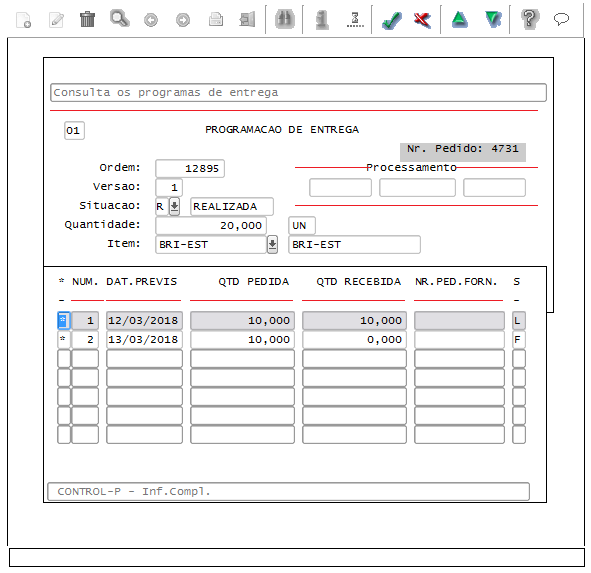 Consulta os programas de entrega
01 PROGRAMACAO DE ENTREGA
Nr. Pedido: 4731
Ordem: 12895 Processamento
Versao: 1
Situacao: R REALIZADA
Quantidade: 20,000 UN
Item: BRI-EST BRI-EST
* NUM. DAT.PREVIS QTD PEDIDA QTD RECEBIDA NR.PED.FORN. S
* 1 12/03/2018 10,000 10,000 L
* 2 13/03/2018 10,000 0,000 F
CONTROL-P - Inf.Compl.